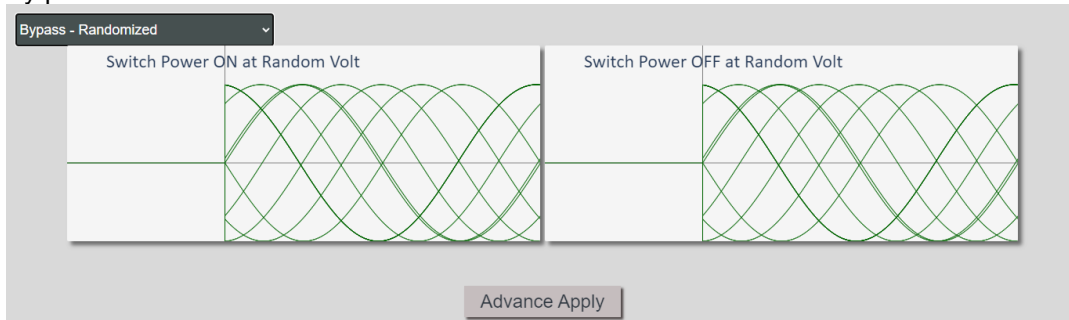 Bypass - Randomized
Switch Power ON at Random Volt
Switch Power OFF at Random Volt
Advance Apply